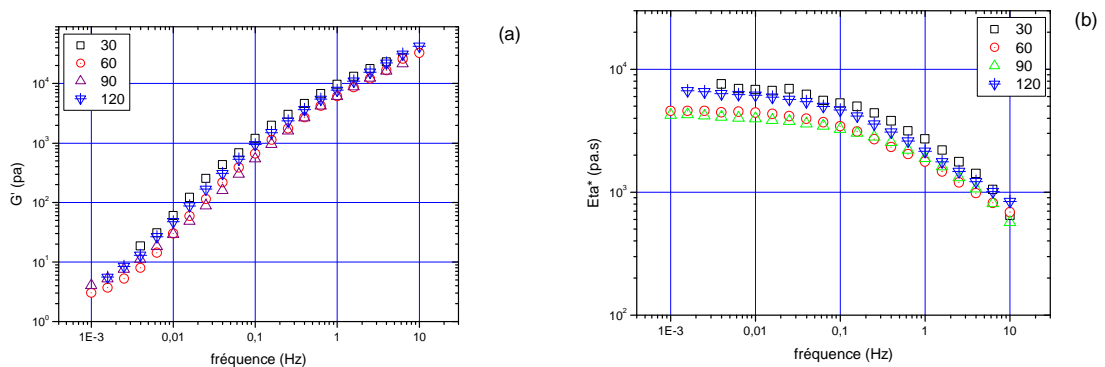 (a)
30
60
90
120
10⁴
10³
10²
10¹
10⁰
G' (pa)
1E-3 0,01 0,1 1 10
fréquence (Hz)
(b)
30
60
90
120
10⁴
10³
10²
Eta* (pa.s)
1E-3 0,01 0,1 1 10
fréquence (Hz)